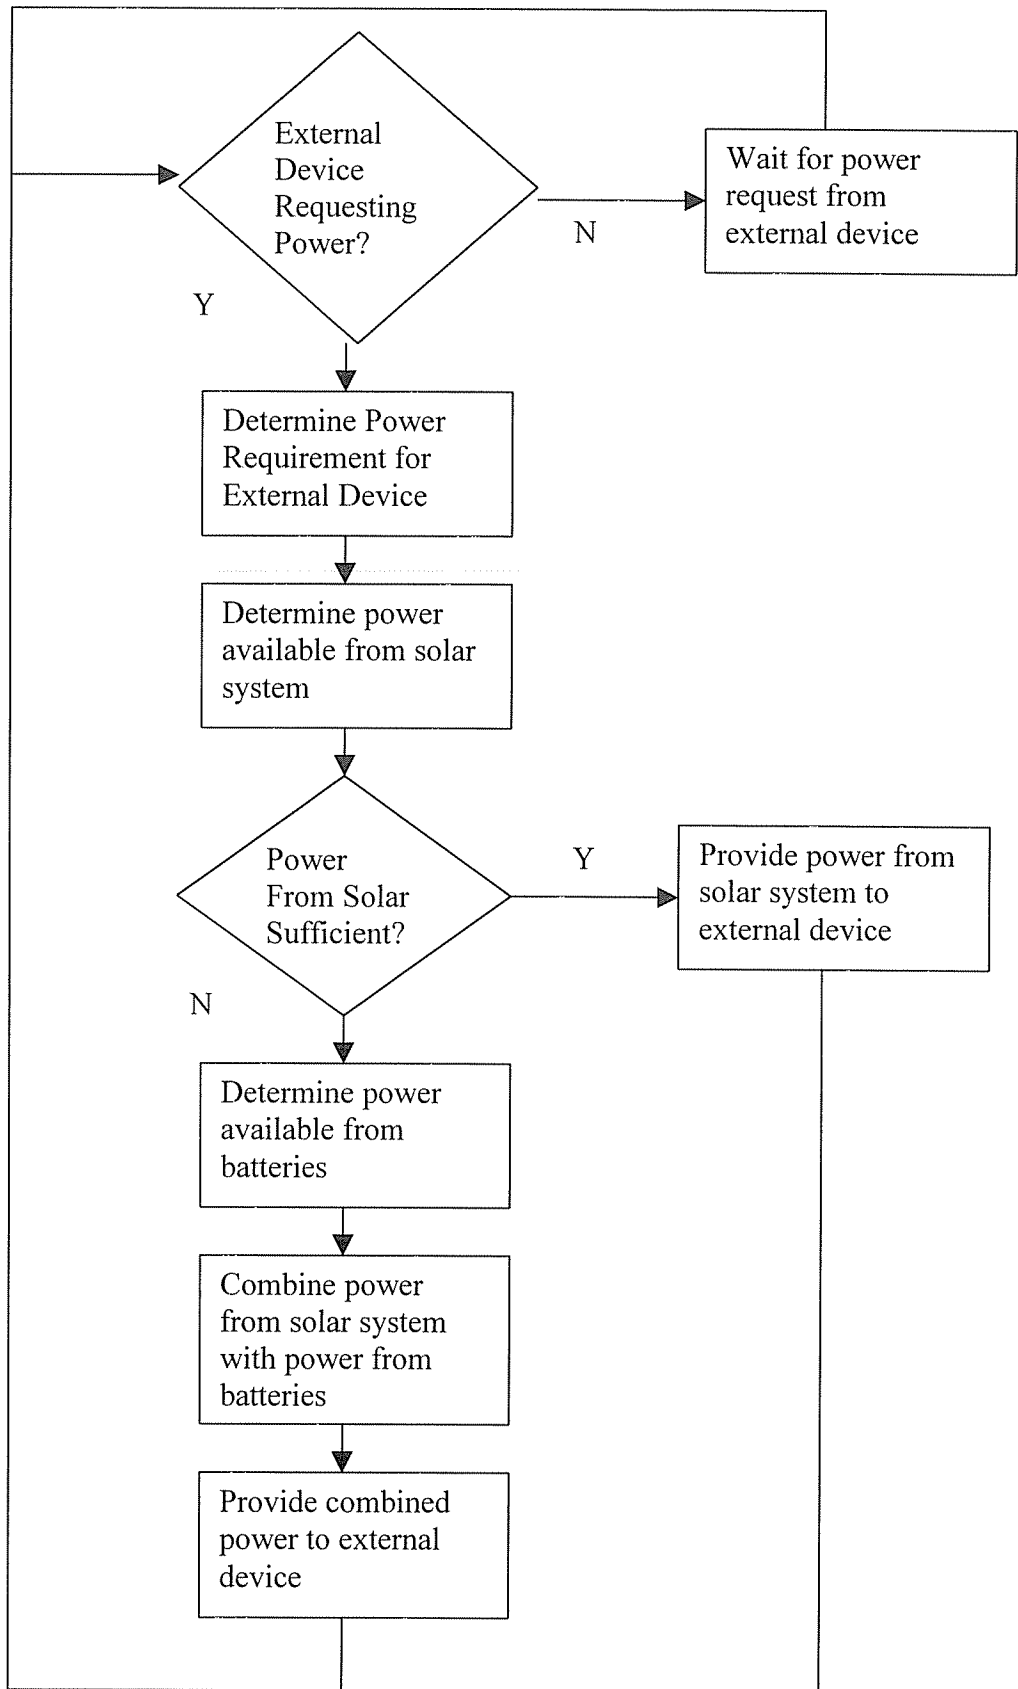 External
Device
Requesting
Power?
Wait for power
request from
external device
N
Y
Determine Power
Requirement for
External Device
Determine power
available from solar
system
Power
From Solar
Sufficient?
Y
Provide power from
solar system to
external device
N
Determine power
available from
batteries
Combine power
from solar system
with power from
batteries
Provide combined
power to external
device